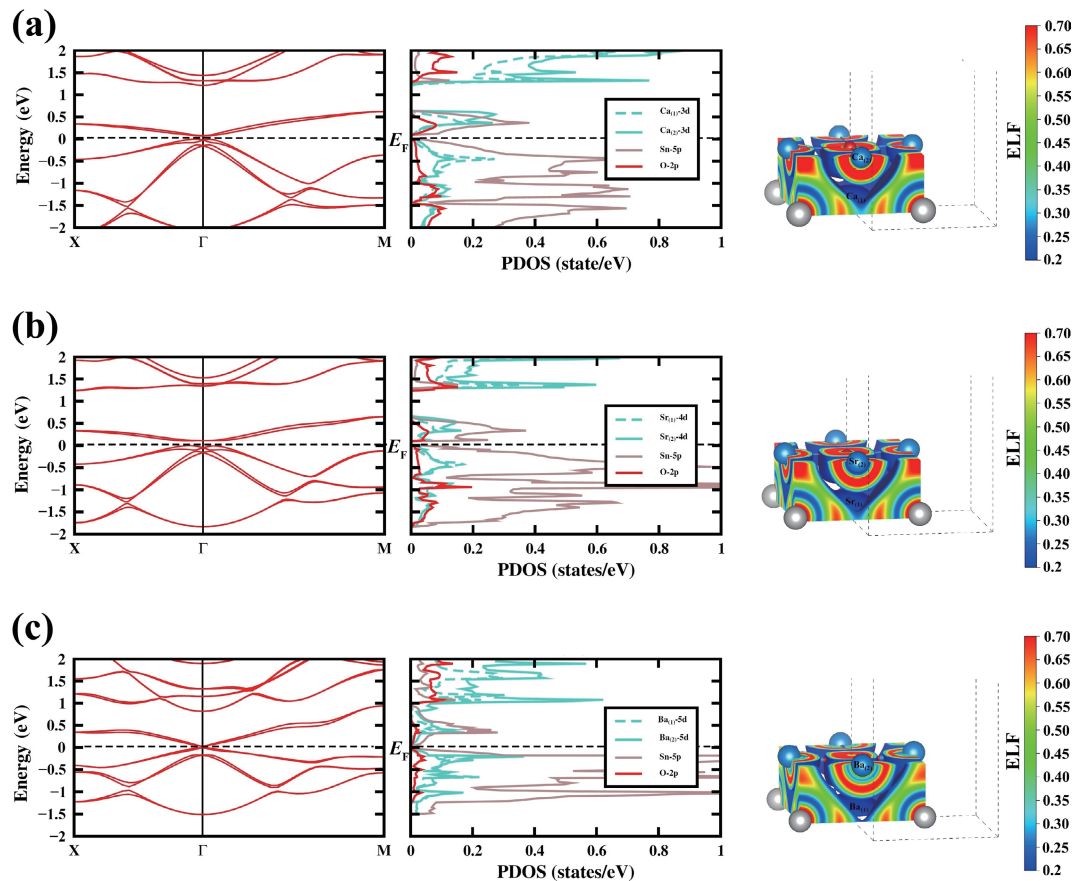 (a)
Energy (eV)
2
1.5
1
0.5
0
−0.5
−1
−1.5
−2
X
Γ
M
E_F
Ca(1)-3d
Ca(2)-3d
Sn-5p
O-2p
0
0.2
0.4
0.6
0.8
1
PDOS (state/eV)
Ca(2)
Ca(1)
ELF
0.70
0.65
0.60
0.55
0.50
0.45
0.40
0.35
0.30
0.25
0.2
(b)
Energy (eV)
2
1.5
1
0.5
0
−0.5
−1
−1.5
−2
X
Γ
M
E_F
Sr(1)-4d
Sr(2)-4d
Sn-5p
O-2p
0
0.2
0.4
0.6
0.8
1
PDOS (states/eV)
Sr(2)
Sr(1)
ELF
0.70
0.65
0.60
0.55
0.50
0.45
0.40
0.35
0.30
0.25
0.2
(c)
Energy (eV)
2
1.5
1
0.5
0
−0.5
−1
−1.5
−2
X
Γ
M
E_F
Ba(1)-5d
Ba(2)-5d
Sn-5p
O-2p
0
0.2
0.4
0.6
0.8
1
PDOS (states/eV)
Ba(2)
Ba(1)
ELF
0.70
0.65
0.60
0.55
0.50
0.45
0.40
0.35
0.30
0.25
0.2